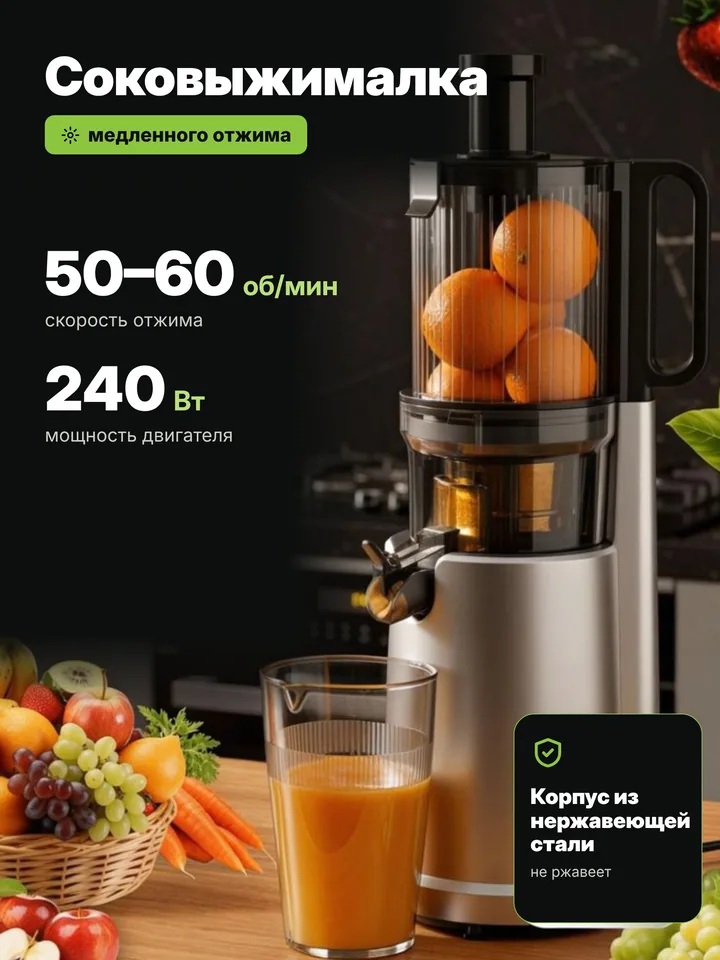 Соковыжималка
медленного отжима
50–60 об/мин
скорость отжима
240 Вт
мощность двигателя
Корпус из
нержавеющей
стали
не ржавеет